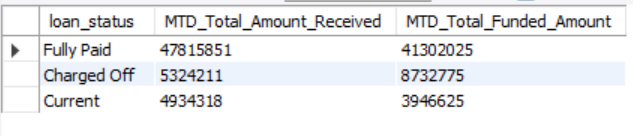 loan_status MTD_Total_Amount_Received MTD_Total_Funded_Amount
Fully Paid 47815851 41302025
Charged Off 5324211 8732775
Current 4934318 3946625